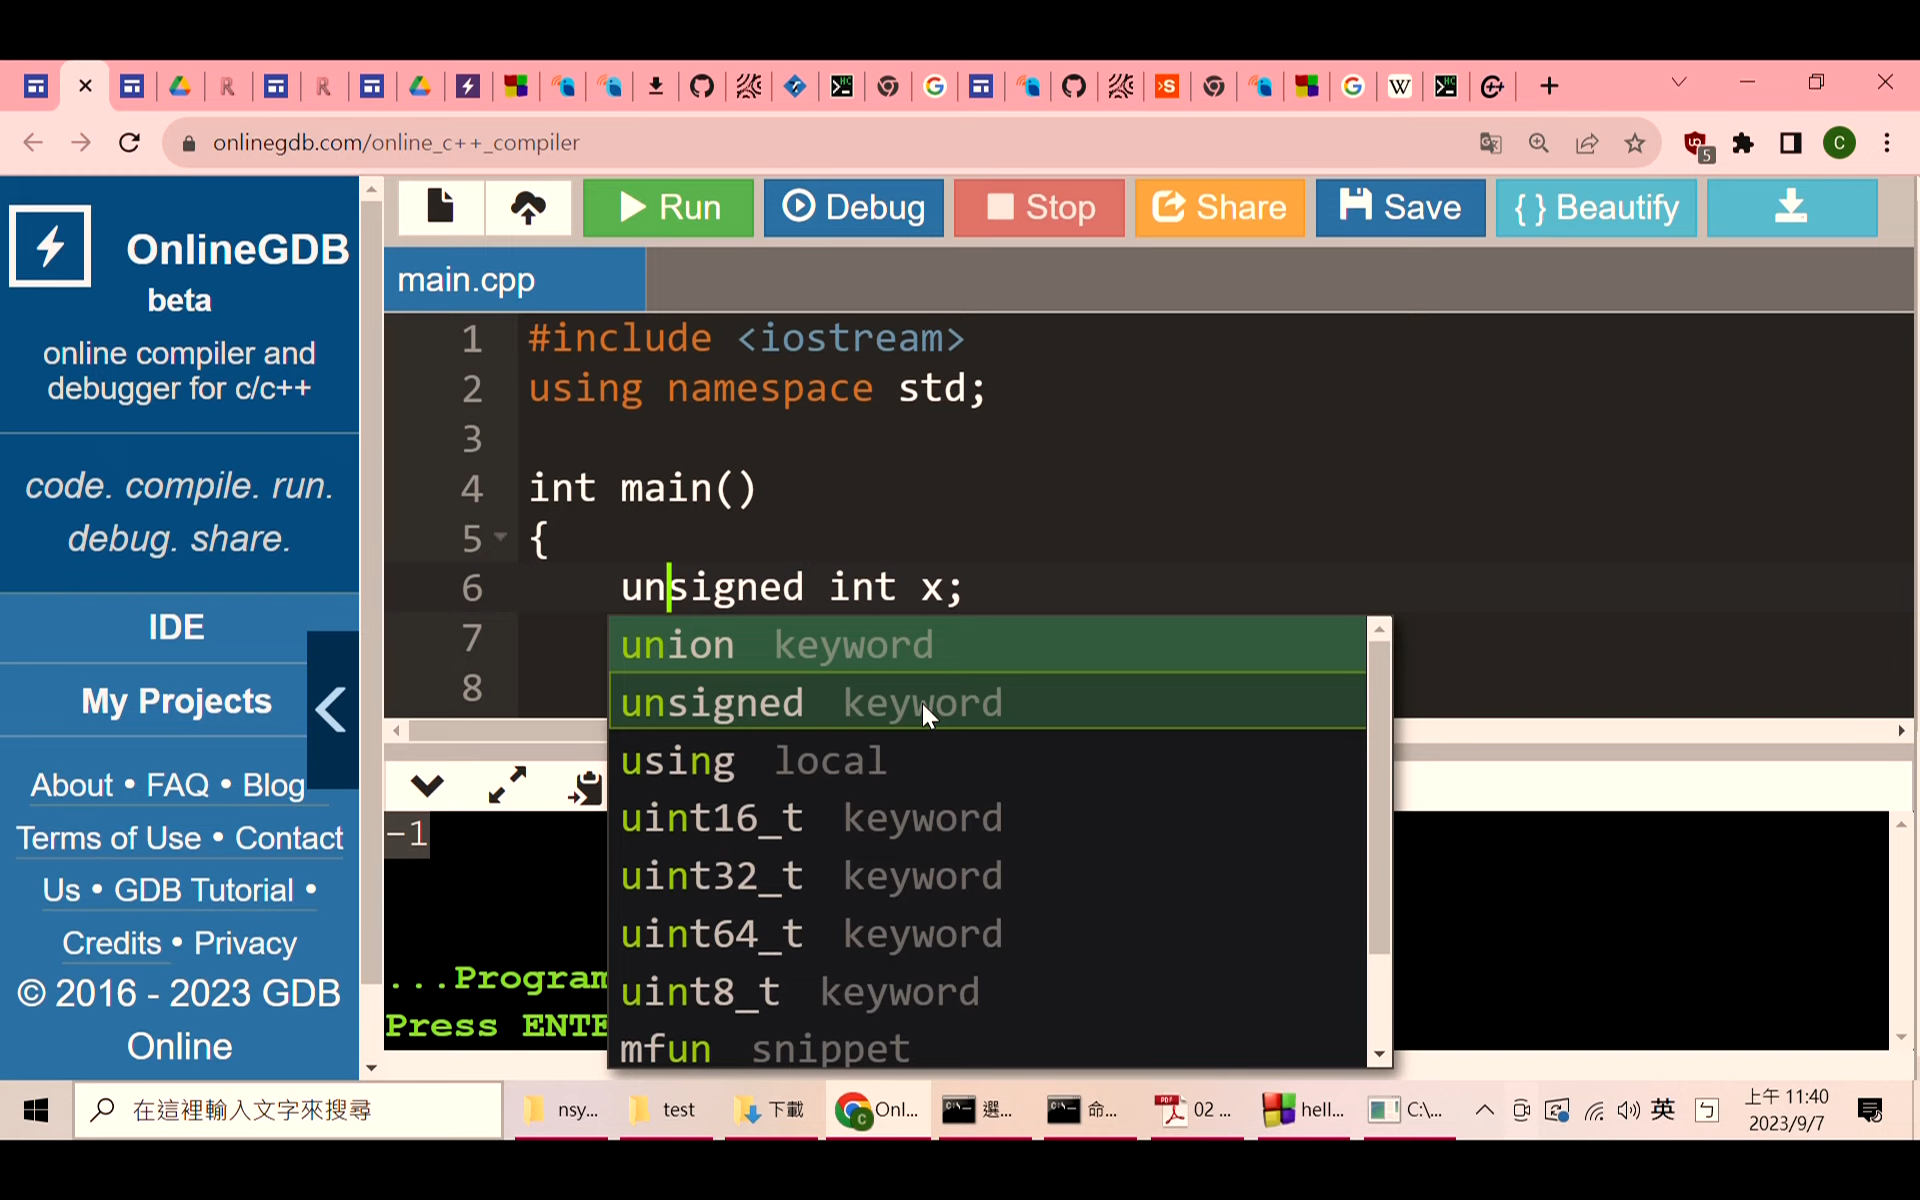 onlinegdb.com/online_c++_compiler
5
C
OnlineGDB
beta
online compiler and
debugger for c/c++
code. compile. run.
debug. share.
IDE
My Projects
About • FAQ • Blog
Terms of Use • Contact
Us • GDB Tutorial •
Credits • Privacy
© 2016 - 2023 GDB
Online
Run
Debug
Stop
Share
Save
{ } Beautify
main.cpp
1 #include <iostream>
2 using namespace std;
3
4 int main()
5 {
6 unsigned int x;
7
8
union keyword
unsigned keyword
using local
uint16_t keyword
uint32_t keyword
uint64_t keyword
uint8_t keyword
mfun snippet
-1
...Program
Press ENTE
在這裡輸入文字來搜尋
nsy...
test
下載
Onl...
選...
命...
02 ...
hell...
C:\...
英
上午 11:40
2023/9/7